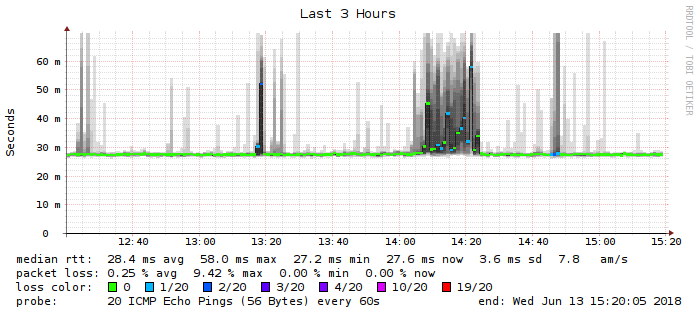 Last 3 Hours
RRDTOOL / TOBI OETIKER
Seconds
60 m
50 m
40 m
30 m
20 m
10 m
0
12:40 13:00 13:20 13:40 14:00 14:20 14:40 15:00 15:20
median rtt: 28.4 ms avg 58.0 ms max 27.2 ms min 27.6 ms now 3.6 ms sd 7.8 am/s
packet loss: 0.25 % avg 9.42 % max 0.00 % min 0.00 % now
loss color: 0 1/20 2/20 3/20 4/20 10/20 19/20
probe: 20 ICMP Echo Pings (56 Bytes) every 60s end: Wed Jun 13 15:20:05 2018